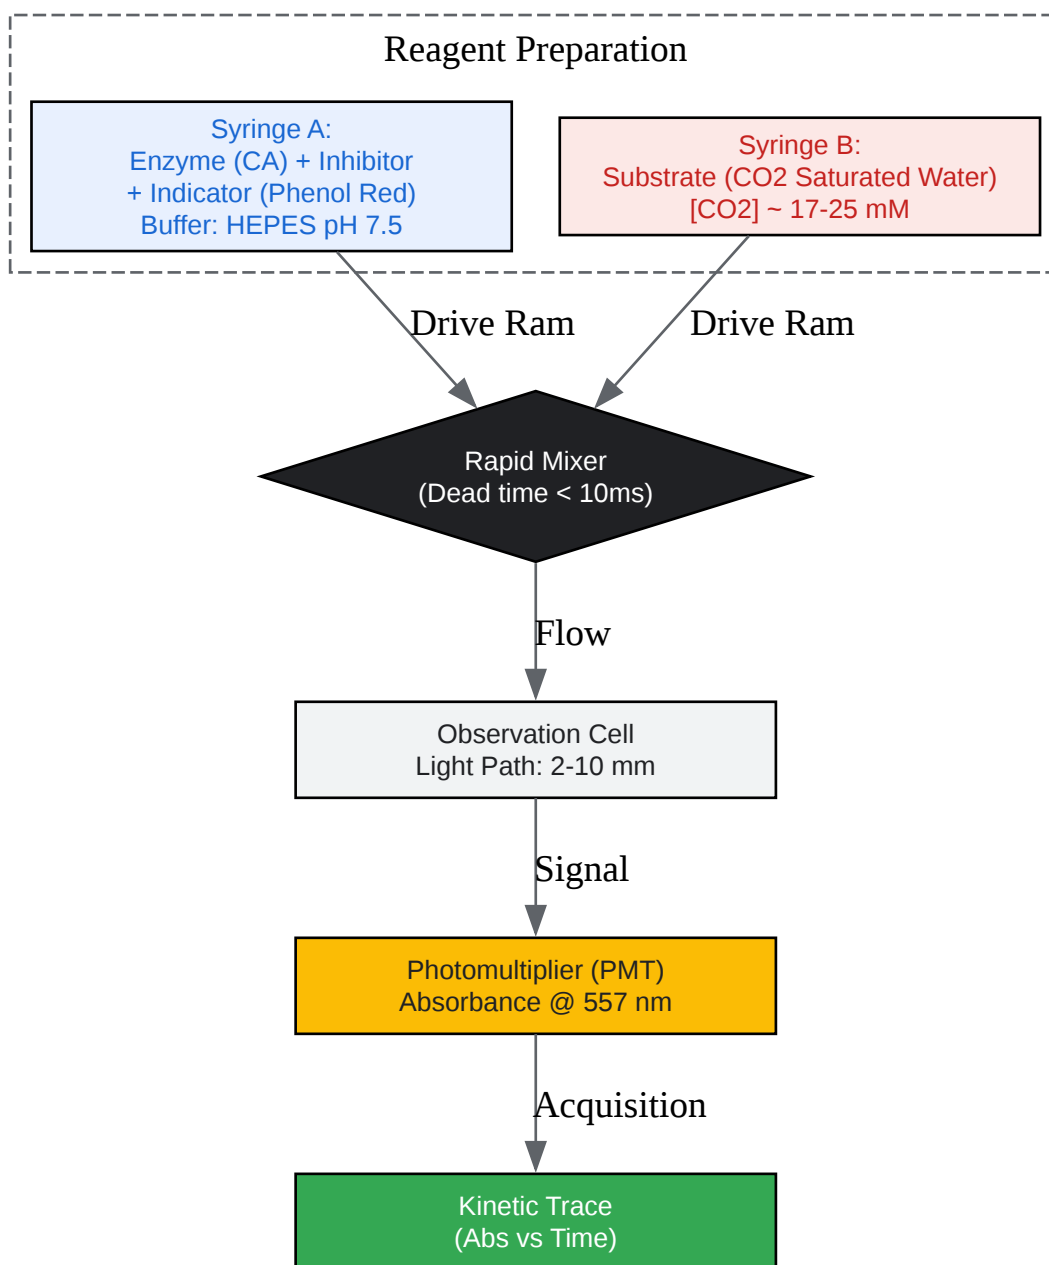 Reagent Preparation
Syringe A:
Enzyme (CA) + Inhibitor
+ Indicator (Phenol Red)
Buffer: HEPES pH 7.5
Syringe B:
Substrate (CO2 Saturated Water)
[CO2] ~ 17-25 mM
Drive Ram
Drive Ram
Rapid Mixer
(Dead time < 10ms)
Flow
Observation Cell
Light Path: 2-10 mm
Signal
Photomultiplier (PMT)
Absorbance @ 557 nm
Acquisition
Kinetic Trace
(Abs vs Time)